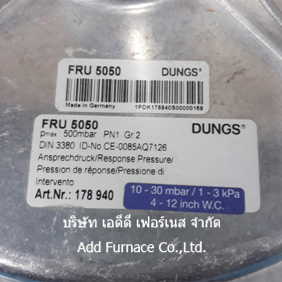 FRU 5050 DUNGS®
Made in Germany 1PDK178940S00000189
FRU 5050 DUNGS®
pmax. 500mbar PN1 Gr.2
DIN 3380 ID-No.CE-0085AQ7126
Ansprechdruck/Response Pressure/
Pression de réponse/Pressione di
intervento
Art.Nr.: 178 940
10 - 30 mbar / 1 - 3 kPa
4 - 12 inch W.C.
บริษัท เอดีดี เฟอร์เนส จำกัด
Add Furnace Co.,Ltd.